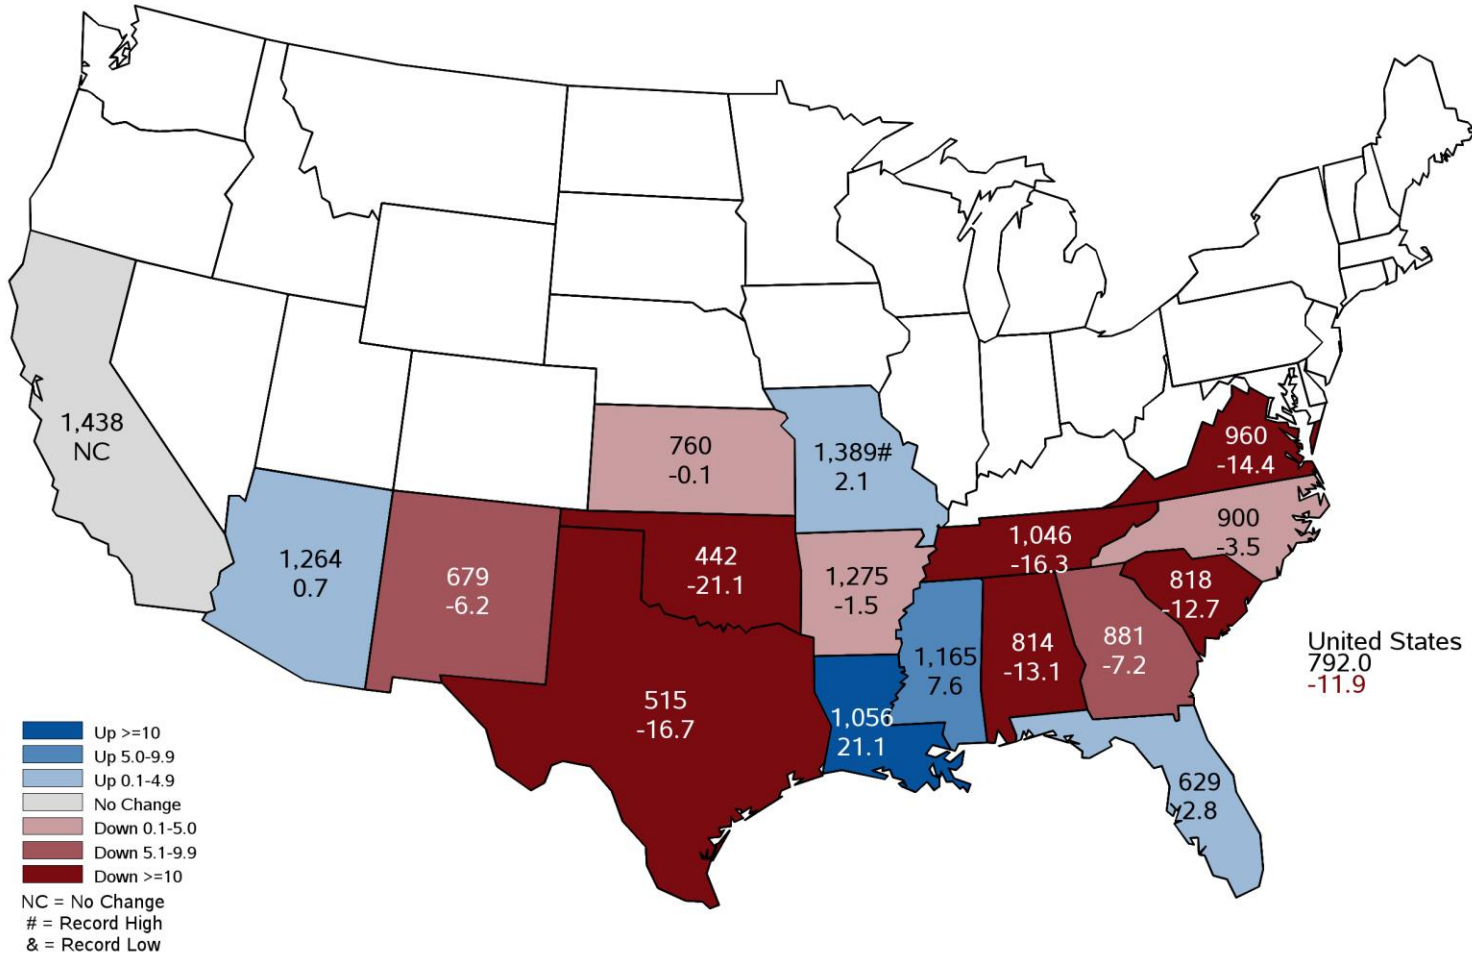 1,438
NC
1,264
0.7
679
-6.2
760
-0.1
442
-21.1
515
-16.7
1,389#
2.1
1,275
-1.5
1,056
21.1
1,165
7.6
814
-13.1
1,046
-16.3
881
-7.2
629
2.8
818
-12.7
900
-3.5
960
-14.4
United States
792.0
-11.9
Up >=10
Up 5.0-9.9
Up 0.1-4.9
No Change
Down 0.1-5.0
Down 5.1-9.9
Down >=10
NC = No Change
# = Record High
& = Record Low